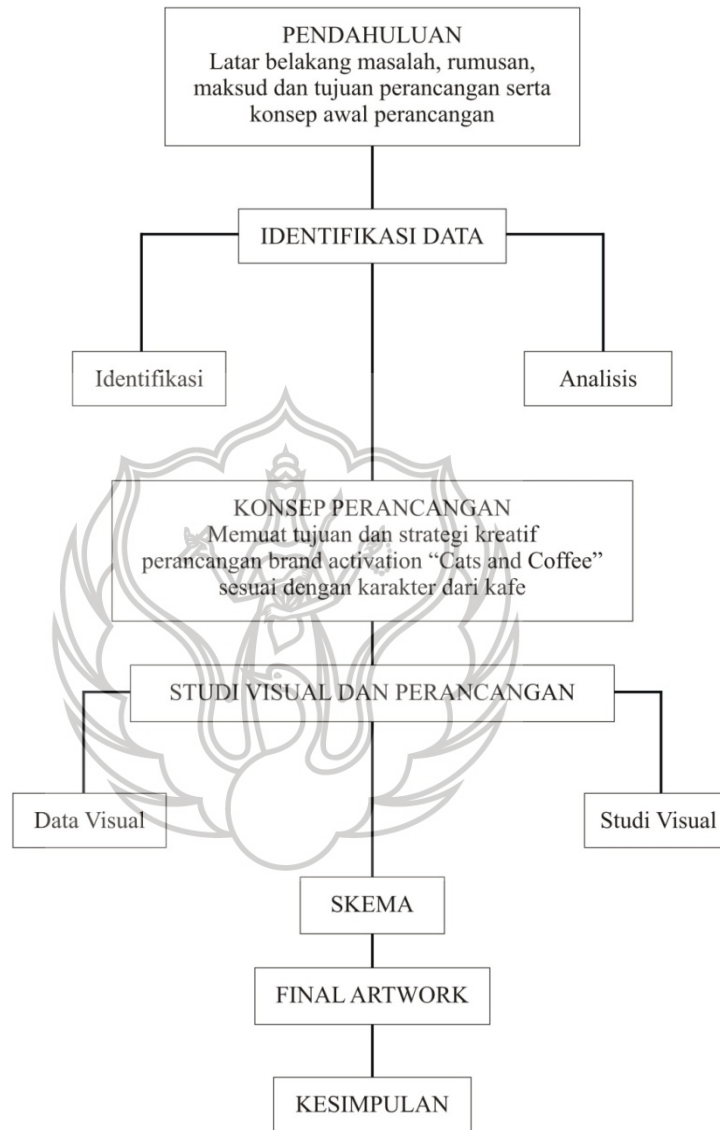 PENDAHULUAN
Latar belakang masalah, rumusan,
maksud dan tujuan perancangan serta
konsep awal perancangan
IDENTIFIKASI DATA
Identifikasi
Analisis
KONSEP PERANCANGAN
Memuat tujuan dan strategi kreatif
perancangan brand activation “Cats and Coffee”
sesuai dengan karakter dari kafe
STUDI VISUAL DAN PERANCANGAN
Data Visual
Studi Visual
SKEMA
FINAL ARTWORK
KESIMPULAN